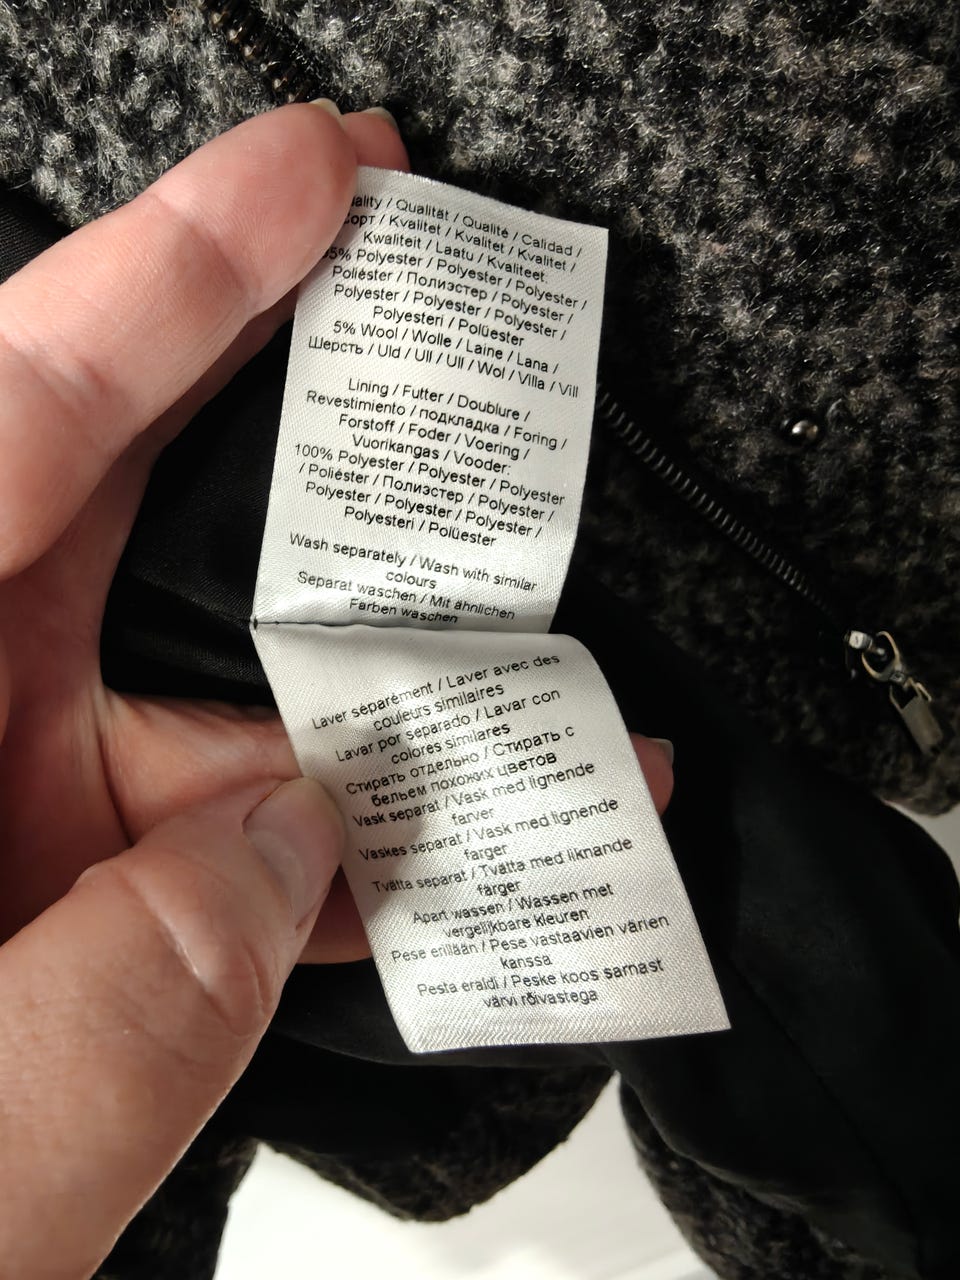 ality / Qualität / Qualité / Calidad /
орт / Kvalitet / Kvalitet / Kvalitet /
Kwaliteit / Laatu / Kvaliteet:
5% Polyester / Polyester / Polyester /
Poliéster / Полиэстер / Polyester /
Polyester / Polyester / Polyester /
Polyesteri / Polüester
5% Wool / Wolle / Laine / Lana /
Шерсть / Uld / Ull / Ull / Wol / Villa / Vill
Lining / Futter / Doublure /
Revestimiento / подкладка / Foring /
Forstoff / Foder / Voering /
Vuorikangas / Vooder:
100% Polyester / Polyester / Polyester
/ Poliéster / Полиэстер / Polyester /
Polyester / Polyester / Polyester /
Polyesteri / Polüester
Wash separately / Wash with similar
colours
Separat waschen / Mit ähnlichen
Farben waschen
Laver séparément / Laver avec des
couleurs similaires
Lavar por separado / Lavar con
colores similares
Стирать отдельно / Стирать с
бельем похожих цветов
Vask separat / Vask med lignende
farver
Vaskes separat / Vask med lignende
farger
Tvätta separat / Tvätta med liknande
färger
Apart wassen / Wassen met
vergelijkbare kleuren
Pese erillään / Pese vastaavien värien
kanssa
Pesta eraldi / Peske koos sarnast
värvi rõivastega